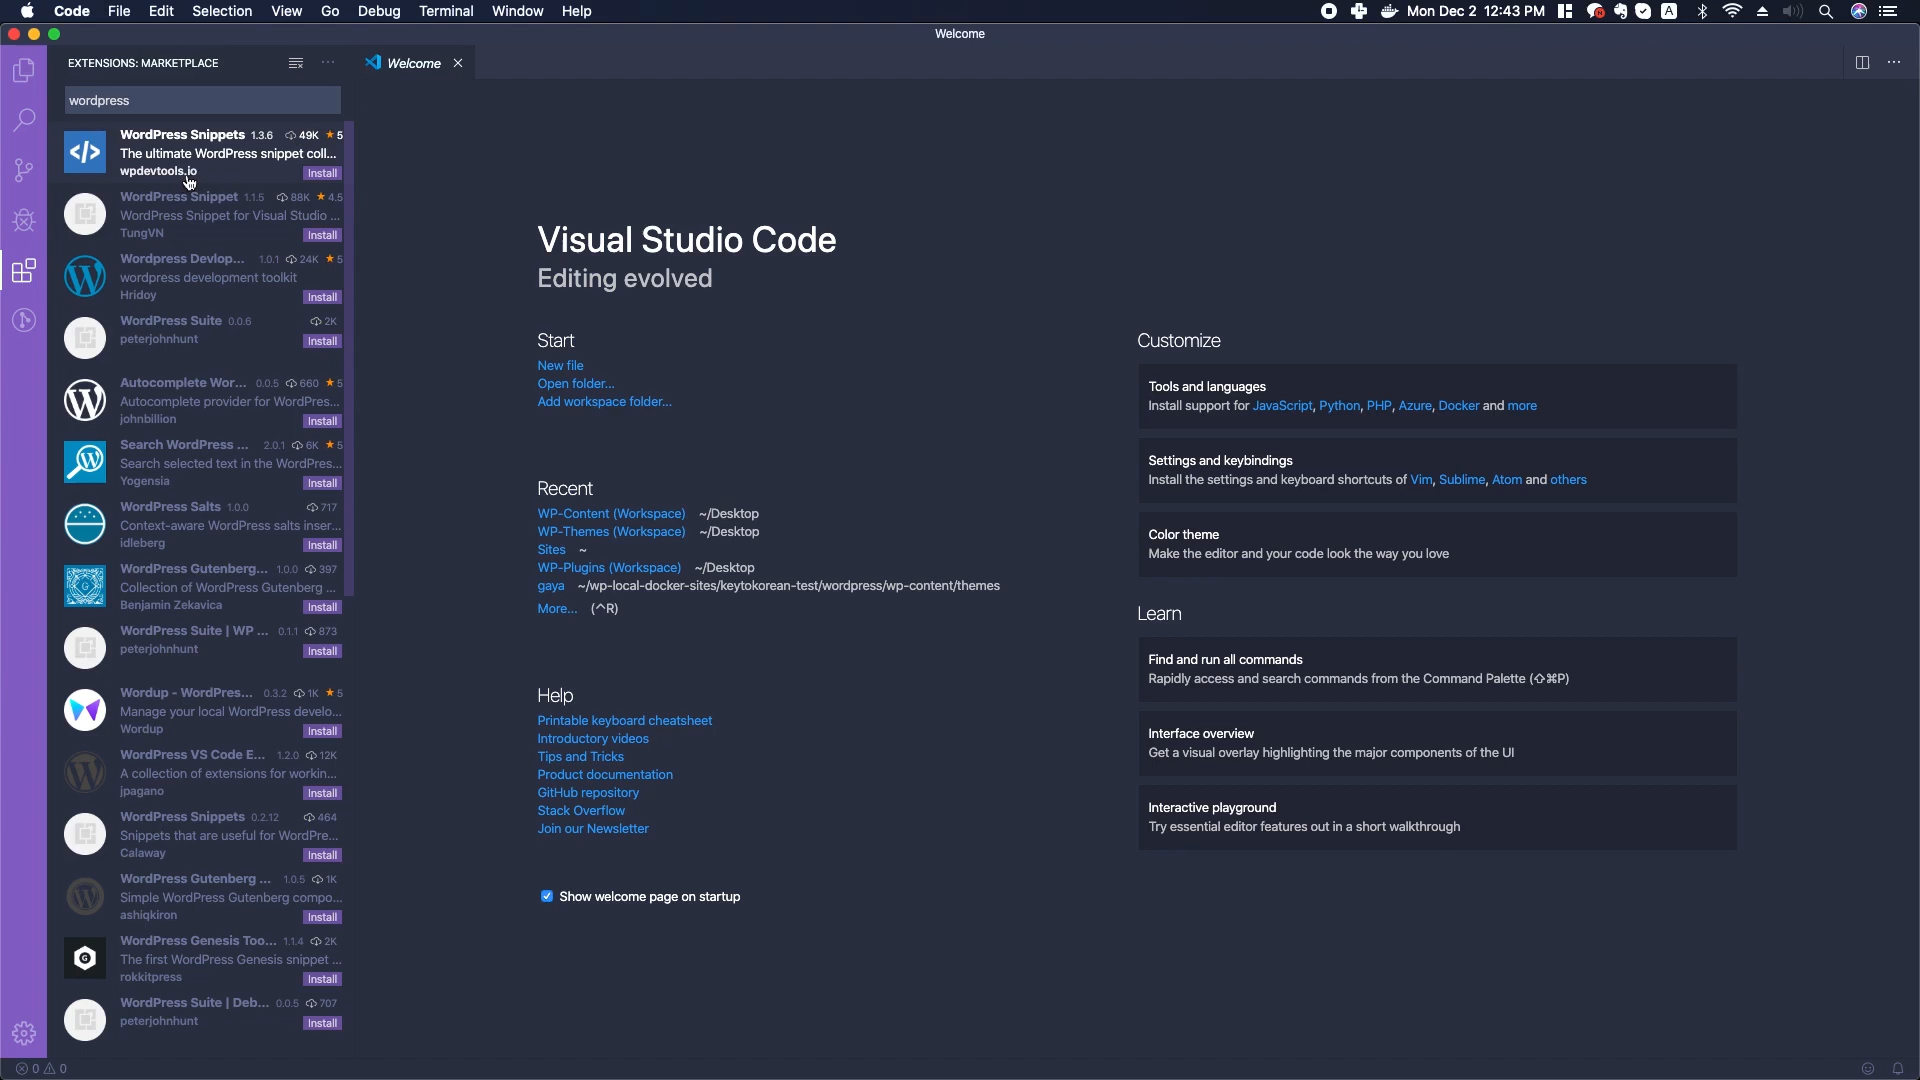 Code File Edit Selection View Go Debug Terminal Window Help
Mon Dec 2 12:43 PM
Welcome
EXTENSIONS: MARKETPLACE
Welcome
wordpress
WordPress Snippets 1.3.6 49K 5
The ultimate WordPress snippet coll...
wpdevtools.io Install
WordPress Snippet 1.1.5 88K 4.5
WordPress Snippet for Visual Studio ...
TungVN Install
Wordpress Devlop... 1.0.1 24K 5
wordpress development toolkit
Hridoy Install
WordPress Suite 0.0.6 2K
peterjohnhunt Install
Autocomplete Wor... 0.0.5 660 5
Autocomplete provider for WordPres...
johnbillion Install
Search WordPress ... 2.0.1 6K 5
Search selected text in the WordPres...
Yogensia Install
WordPress Salts 1.0.0 717
Context-aware WordPress salts inser...
idleberg Install
WordPress Gutenberg... 1.0.0 397
Collection of WordPress Gutenberg ...
Benjamin Zekavica Install
WordPress Suite | WP ... 0.1.1 873
peterjohnhunt Install
Wordup - WordPres... 0.3.2 1K 5
Manage your local WordPress develo...
Wordup Install
WordPress VS Code E... 1.2.0 12K
A collection of extensions for workin...
jpagano Install
WordPress Snippets 0.2.12 464
Snippets that are useful for WordPre...
Calaway Install
WordPress Gutenberg ... 1.0.5 1K
Simple WordPress Gutenberg compo...
ashiqkiron Install
WordPress Genesis Too... 1.1.4 2K
The first WordPress Genesis snippet ...
rokkitpress Install
WordPress Suite | Deb... 0.0.5 707
peterjohnhunt Install
0 0
Visual Studio Code
Editing evolved
Start
New file
Open folder...
Add workspace folder...
Recent
WP-Content (Workspace) ~/Desktop
WP-Themes (Workspace) ~/Desktop
Sites ~
WP-Plugins (Workspace) ~/Desktop
gaya ~/wp-local-docker-sites/keytokorean-test/wordpress/wp-content/themes
More... (^R)
Help
Printable keyboard cheatsheet
Introductory videos
Tips and Tricks
Product documentation
GitHub repository
Stack Overflow
Join our Newsletter
Show welcome page on startup
Customize
Tools and languages
Install support for JavaScript, Python, PHP, Azure, Docker and more
Settings and keybindings
Install the settings and keyboard shortcuts of Vim, Sublime, Atom and others
Color theme
Make the editor and your code look the way you love
Learn
Find and run all commands
Rapidly access and search commands from the Command Palette (⇧⌘P)
Interface overview
Get a visual overlay highlighting the major components of the UI
Interactive playground
Try essential editor features out in a short walkthrough